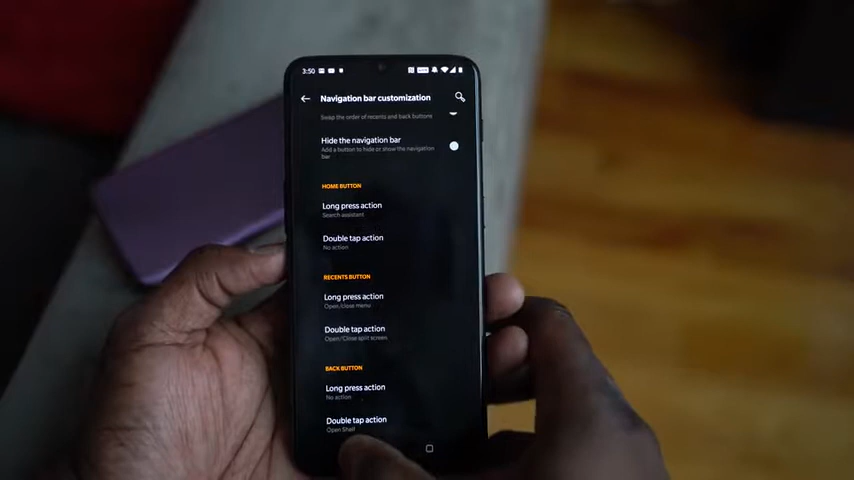 3:50
Navigation bar customization
Swap the order of recents and back buttons
Hide the navigation bar
Add a button to hide or show the navigation
bar
HOME BUTTON
Long press action
Search assistant
Double tap action
No action
RECENTS BUTTON
Long press action
Open/close menu
Double tap action
Open/Close split screen
BACK BUTTON
Long press action
No action
Double tap action
Open Shelf